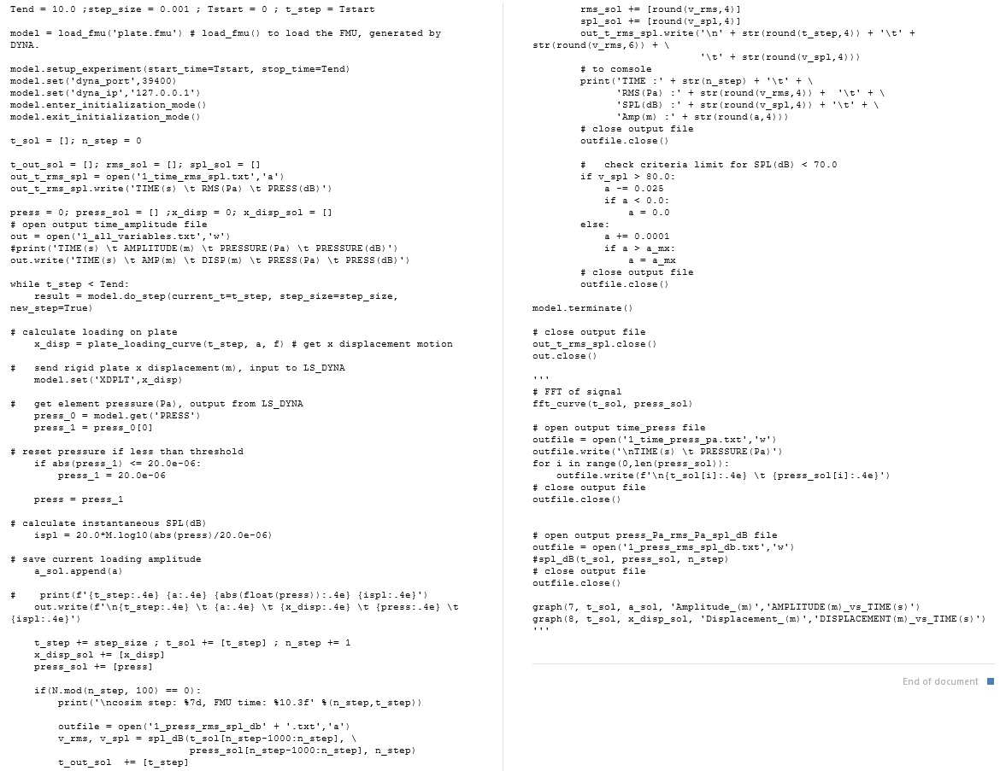 Tend = 10.0 ;step_size = 0.001 ; Tstart = 0 ; t_step = Tstart

model = load_fmu('plate.fmu') # load_fmu() to load the FMU, generated by
DYNA.

model.setup_experiment(start_time=Tstart, stop_time=Tend)
model.set('dyna_port',39400)
model.set('dyna_ip','127.0.0.1')
model.enter_initialization_mode()
model.exit_initialization_mode()

t_sol = []; n_step = 0

t_out_sol = []; rms_sol = []; spl_sol = []
out_t_rms_spl = open('1_time_rms_spl.txt','a')
out_t_rms_spl.write('TIME(s) \t RMS(Pa) \t PRESS(dB)')

press = 0; press_sol = [] ;x_disp = 0; x_disp_sol = []
# open output time_amplitude file
out = open('1_all_variables.txt','w')
#print('TIME(s) \t AMPLITUDE(m) \t PRESSURE(Pa) \t PRESSURE(dB)')
out.write('TIME(s) \t AMP(m) \t DISP(m) \t PRESS(Pa) \t PRESS(dB)')

while t_step < Tend:
    result = model.do_step(current_t=t_step, step_size=step_size,
new_step=True)

# calculate loading on plate
    x_disp = plate_loading_curve(t_step, a, f) # get x displacement motion

#   send rigid plate x displacement(m), input to LS_DYNA
    model.set('XDPLT',x_disp)

#   get element pressure(Pa), output from LS_DYNA
    press_0 = model.get('PRESS')
    press_1 = press_0[0]

# reset pressure if less than threshold
    if abs(press_1) <= 20.0e-06:
        press_1 = 20.0e-06

    press = press_1

# calculate instantaneous SPL(dB)
    ispl = 20.0*M.log10(abs(press)/20.0e-06)

# save current loading amplitude
    a_sol.append(a)

#    print(f'{t_step:.4e} {a:.4e} {abs(float(press)):.4e} {ispl:.4e}')
    out.write(f'\n{t_step:.4e} \t {a:.4e} \t {x_disp:.4e} \t {press:.4e} \t
{ispl:.4e}')

    t_step += step_size ; t_sol += [t_step] ; n_step += 1
    x_disp_sol += [x_disp]
    press_sol += [press]

    if(N.mod(n_step, 100) == 0):
        print('\ncosim step: %7d, FMU time: %10.3f' %(n_step,t_step))

        outfile = open('1_press_rms_spl_db' + '.txt','a')
        v_rms, v_spl = spl_dB(t_sol[n_step-1000:n_step], \
                              press_sol[n_step-1000:n_step], n_step)
        t_out_sol  += [t_step]
        rms_sol += [round(v_rms,4)]
        spl_sol += [round(v_spl,4)]
        out_t_rms_spl.write('\n' + str(round(t_step,4)) + '\t' +
str(round(v_rms,6)) + \
                            '\t' + str(round(v_spl,4)))
        # to comsole
        print('TIME :' + str(n_step) + '\t' + \
              'RMS(Pa) :' + str(round(v_rms,4)) +  '\t' + \
              'SPL(dB) :' + str(round(v_spl,4)) + '\t' + \
              'Amp(m) :' + str(round(a,4)))
        # close output file
        outfile.close()

        #   check criteria limit for SPL(dB) < 70.0
        if v_spl > 80.0:
            a -= 0.025
            if a < 0.0:
                a = 0.0
        else:
            a += 0.0001
            if a > a_mx:
                a = a_mx
        # close output file
        outfile.close()

model.terminate()

# close output file
out_t_rms_spl.close()
out.close()

'''
# FFT of signal
fft_curve(t_sol, press_sol)

# open output time_press file
outfile = open('1_time_press_pa.txt','w')
outfile.write('\nTIME(s) \t PRESSURE(Pa)')
for i in range(0,len(press_sol)):
    outfile.write(f'\n{t_sol[i]:.4e} \t {press_sol[i]:.4e}')
# close output file
outfile.close()


# open output press_Pa_rms_Pa_spl_dB file
outfile = open('1_press_rms_spl_db.txt','w')
#spl_dB(t_sol, press_sol, n_step)
# close output file
outfile.close()

graph(7, t_sol, a_sol, 'Amplitude_(m)','AMPLITUDE(m)_vs_TIME(s)')
graph(8, t_sol, x_disp_sol, 'Displacement_(m)','DISPLACEMENT(m)_vs_TIME(s)')
'''

End of document